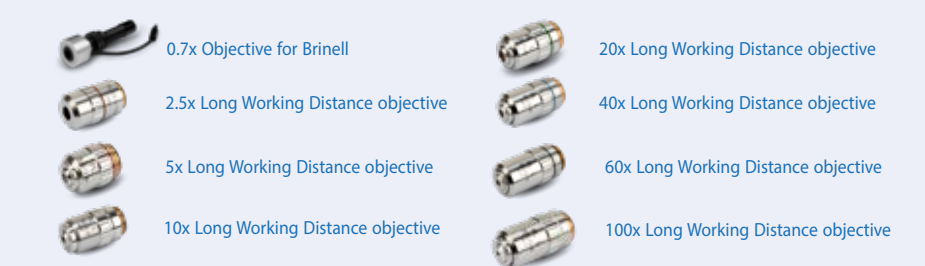 0.7x Objective for Brinell
2.5x Long Working Distance objective
5x Long Working Distance objective
10x Long Working Distance objective
20x Long Working Distance objective
40x Long Working Distance objective
60x Long Working Distance objective
100x Long Working Distance objective